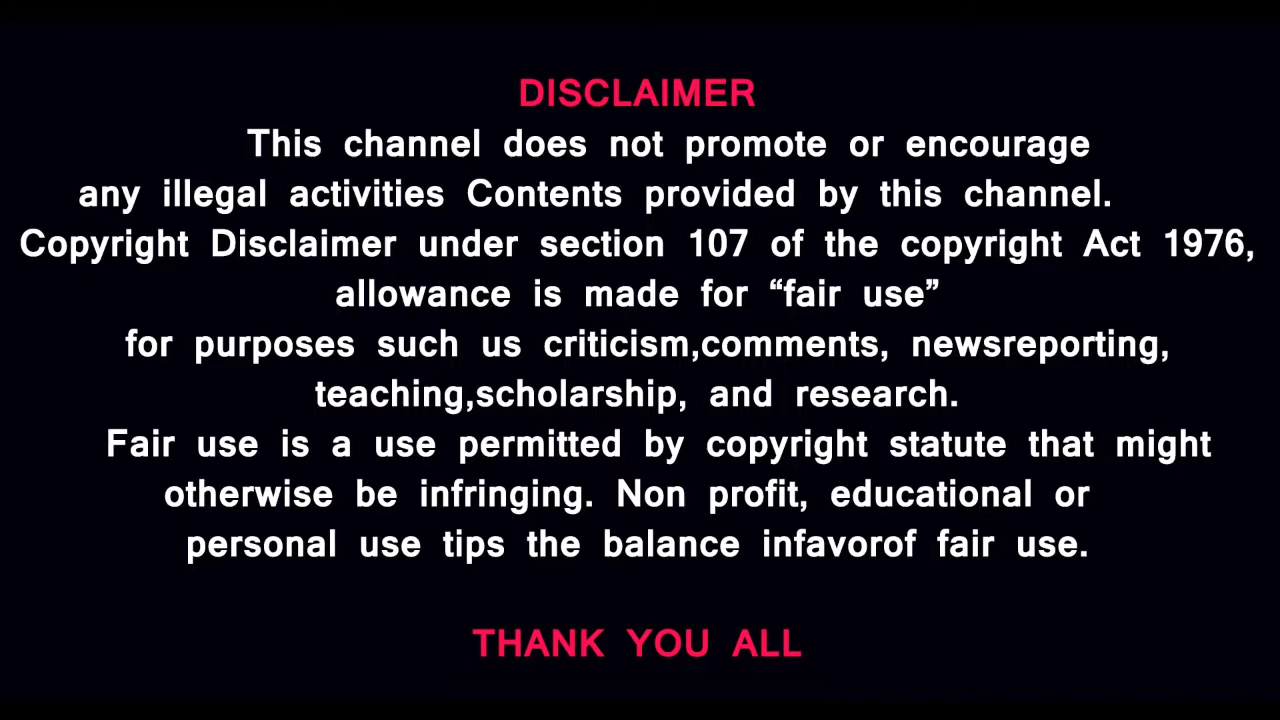 DISCLAIMER
This channel does not promote or encourage
any illegal activities Contents provided by this channel.
Copyright Disclaimer under section 107 of the copyright Act 1976,
allowance is made for “fair use”
for purposes such us criticism,comments, newsreporting,
teaching,scholarship, and research.
Fair use is a use permitted by copyright statute that might
otherwise be infringing. Non profit, educational or
personal use tips the balance infavorof fair use.
THANK YOU ALL